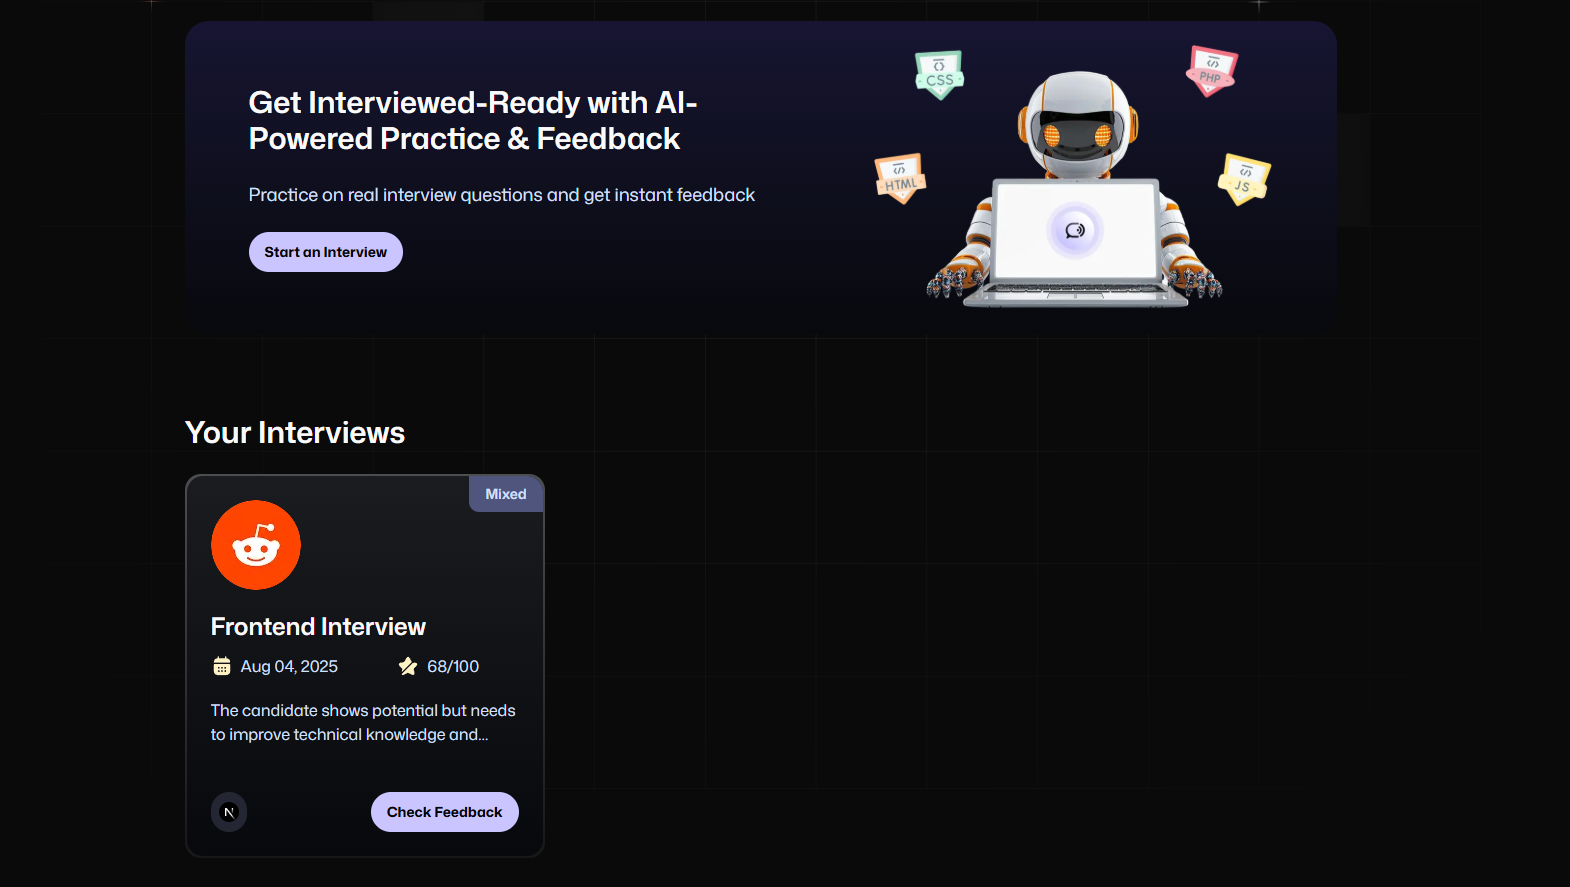 Get Interviewed-Ready with AI-
Powered Practice & Feedback
Practice on real interview questions and get instant feedback
Start an Interview
CSS
PHP
HTML
JS
Your Interviews
Mixed
Frontend Interview
Aug 04, 2025
68/100
The candidate shows potential but needs
to improve technical knowledge and...
N
Check Feedback